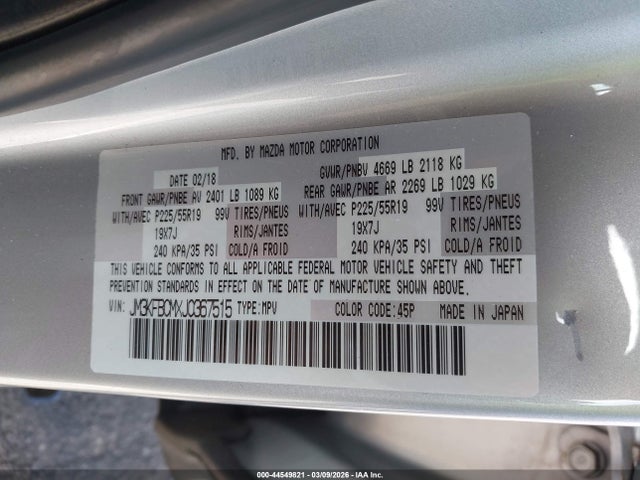 MFD. BY MAZDA MOTOR CORPORATION
DATE 02/18 GVWR/PNBV 4669 LB 2118 KG
FRONT GAWR/PNBE AV 2401 LB 1089 KG REAR GAWR/PNBE AR 2269 LB 1029 KG
WITH/AVEC P225/55R19 99V TIRES/PNEUS WITH/AVEC P225/55R19 99V TIRES/PNEUS
19X7J RIMS/JANTES 19X7J RIMS/JANTES
240 KPA/35 PSI COLD/A FROID 240 KPA/35 PSI COLD/A FROID
THIS VEHICLE CONFORMS TO ALL APPLICABLE FEDERAL MOTOR VEHICLE SAFETY AND THEFT
PREVENTION STANDARDS IN EFFECT ON THE DATE OF MANUFACTURE SHOWN ABOVE.
VIN: JM3KFBCMXJ0367515 TYPE:MPV COLOR CODE:45P MADE IN JAPAN
000-44549821 - 03/09/2026 - IAA Inc.